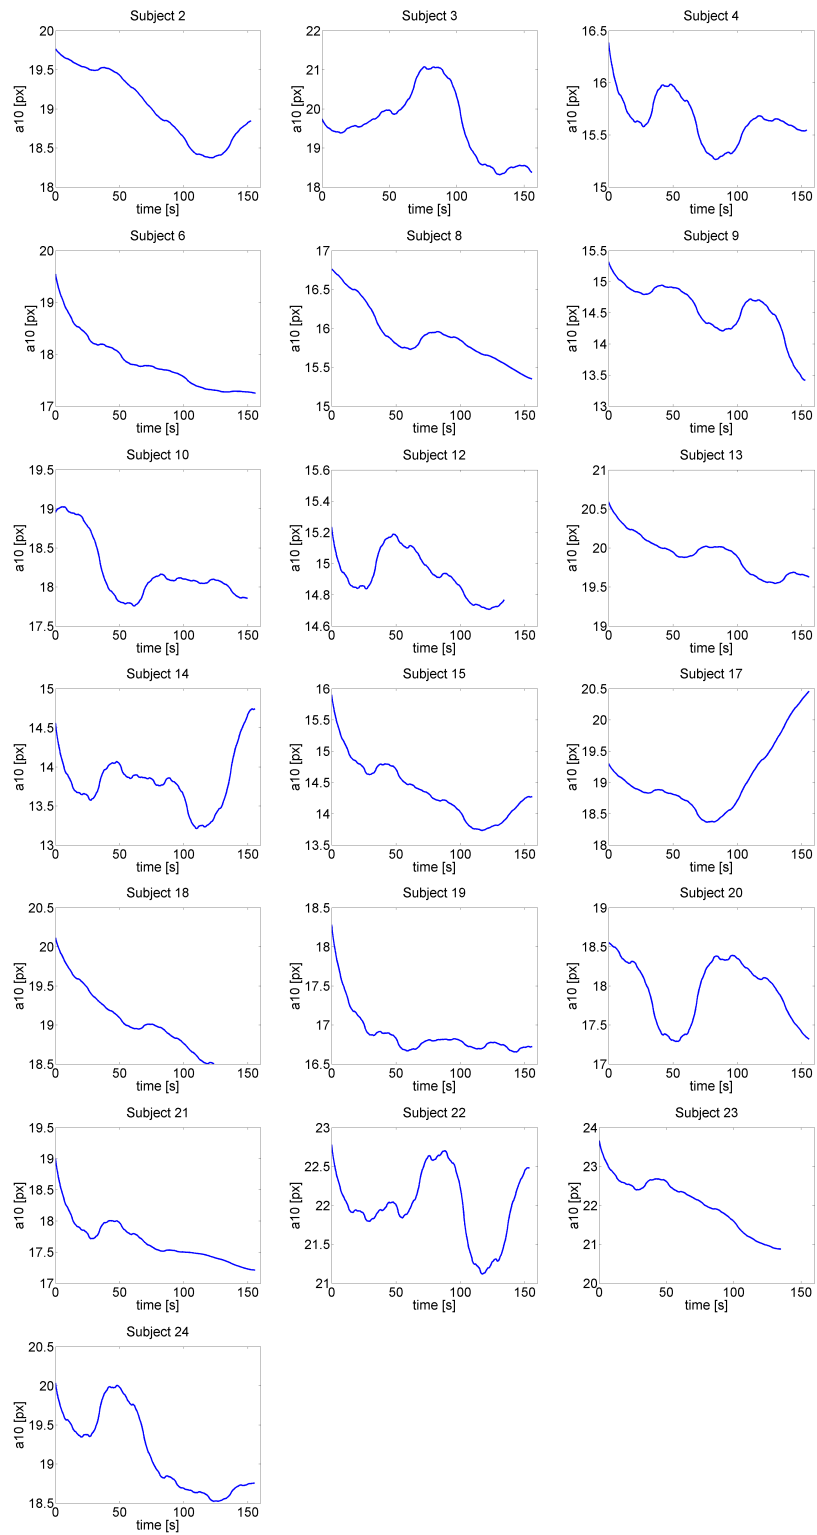 Subject 2 Subject 3 Subject 4
20 22 16.5
19.5 21 16
a10 [px] 19 a10 [px] 20 a10 [px]
18.5 19 15.5
18 18 15
0 50 100 150 0 50 100 150 0 50 100 150
time [s] time [s] time [s]
Subject 6 Subject 8 Subject 9
20 17 15.5
19 16.5 15
a10 [px] a10 [px] 16 a10 [px] 14.5
18 15.5 14
13.5
17 15 13
0 50 100 150 0 50 100 150 0 50 100 150
time [s] time [s] time [s]
Subject 10 Subject 12 Subject 13
19.5 15.6 21
19 15.4 20.5
a10 [px] 18.5 a10 [px] 15.2 a10 [px] 20
18 15 19.5
14.8
17.5 14.6 19
0 50 100 150 0 50 100 150 0 50 100 150
time [s] time [s] time [s]
Subject 14 Subject 15 Subject 17
15 16 20.5
14.5 15.5 20
a10 [px] 14 a10 [px] 15 a10 [px] 19.5
13.5 14.5 19
14 18.5
13 13.5 18
0 50 100 150 0 50 100 150 0 50 100 150
time [s] time [s] time [s]
Subject 18 Subject 19 Subject 20
20.5 18.5 19
20 18 18.5
a10 [px] 19.5 a10 [px] 17.5 a10 [px] 18
19 17 17.5
18.5 16.5 17
0 50 100 150 0 50 100 150 0 50 100 150
time [s] time [s] time [s]
Subject 21 Subject 22 Subject 23
19.5 23 24
19 22.5 23
a10 [px] 18.5 a10 [px] 22 a10 [px] 22
18 21.5 21
17.5
17 21 20
0 50 100 150 0 50 100 150 0 50 100 150
time [s] time [s] time [s]
Subject 24
20.5
20
a10 [px] 19.5
19
18.5
0 50 100 150
time [s]